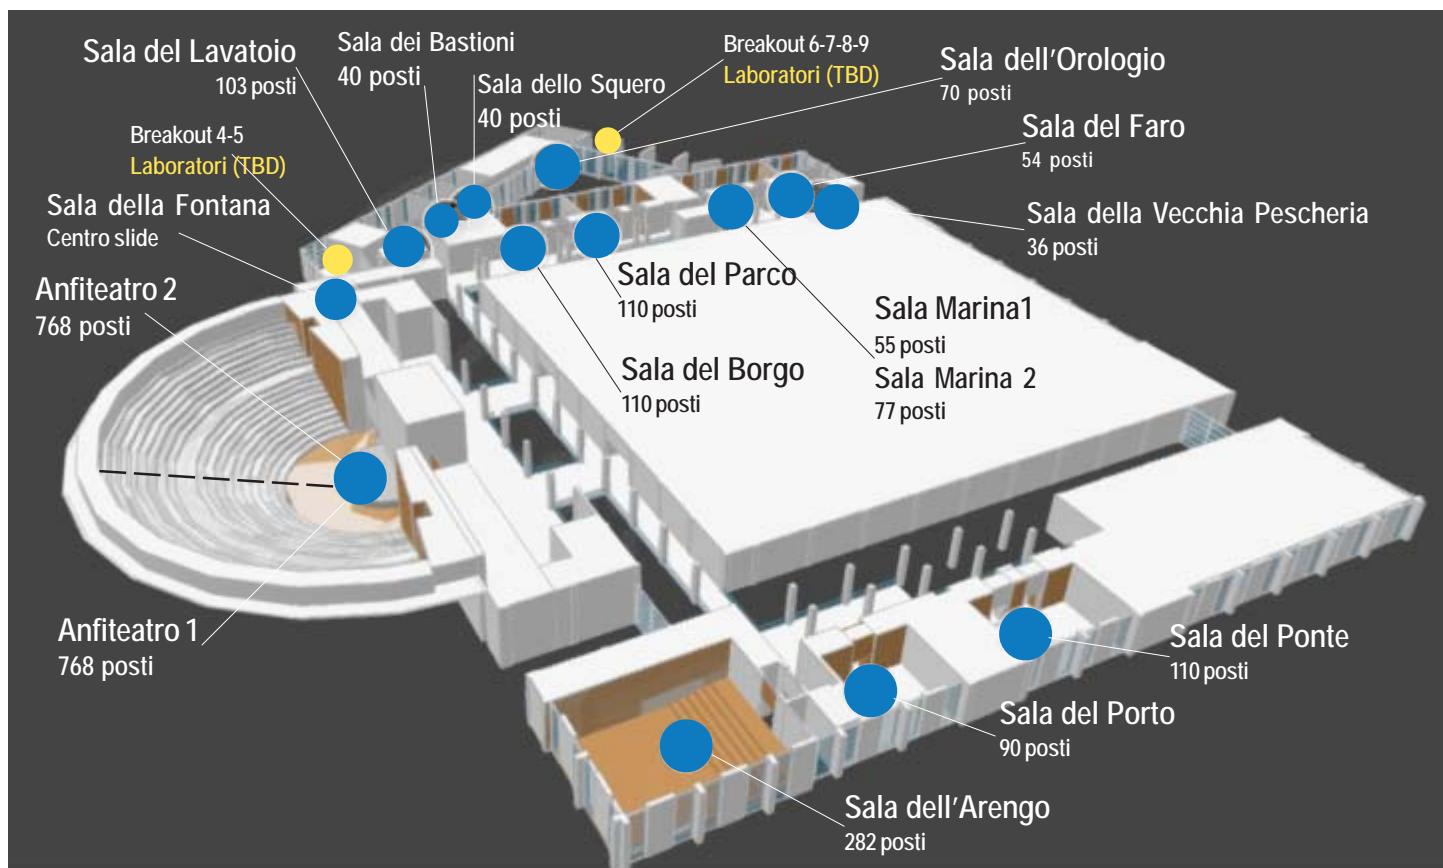 Sala del Lavatoio
103 posti
Sala dei Bastioni
40 posti
Sala dello Squero
40 posti
Breakout 6-7-8-9
Laboratori (TBD)
Sala dell'Orologio
70 posti
Breakout 4-5
Laboratori (TBD)
Sala del Faro
54 posti
Sala della Fontana
Centro slide
Sala della Vecchia Pescheria
36 posti
Anfiteatro 2
768 posti
Sala del Parco
110 posti
Sala Marina1
55 posti
Sala Marina 2
77 posti
Sala del Borgo
110 posti
Anfiteatro 1
768 posti
Sala del Ponte
110 posti
Sala del Porto
90 posti
Sala dell'Arengo
282 posti